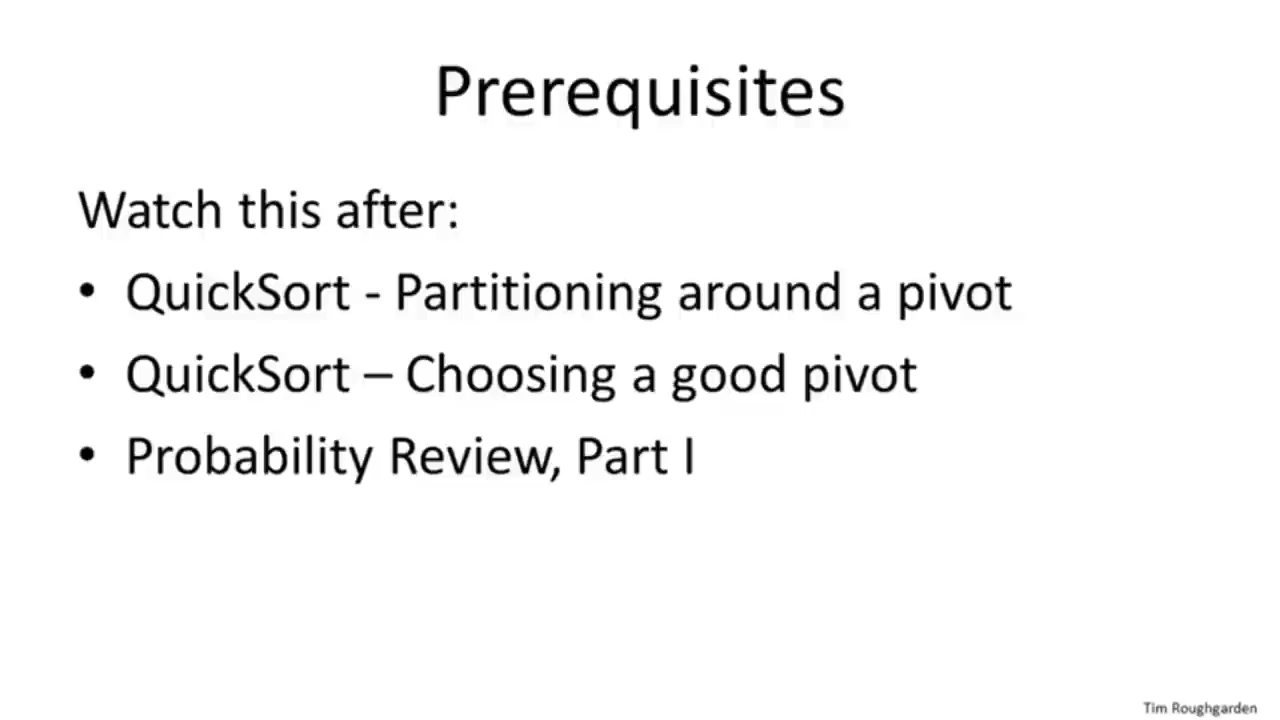 Prerequisites
Watch this after:
• QuickSort - Partitioning around a pivot
• QuickSort – Choosing a good pivot
• Probability Review, Part I
Tim Roughgarden